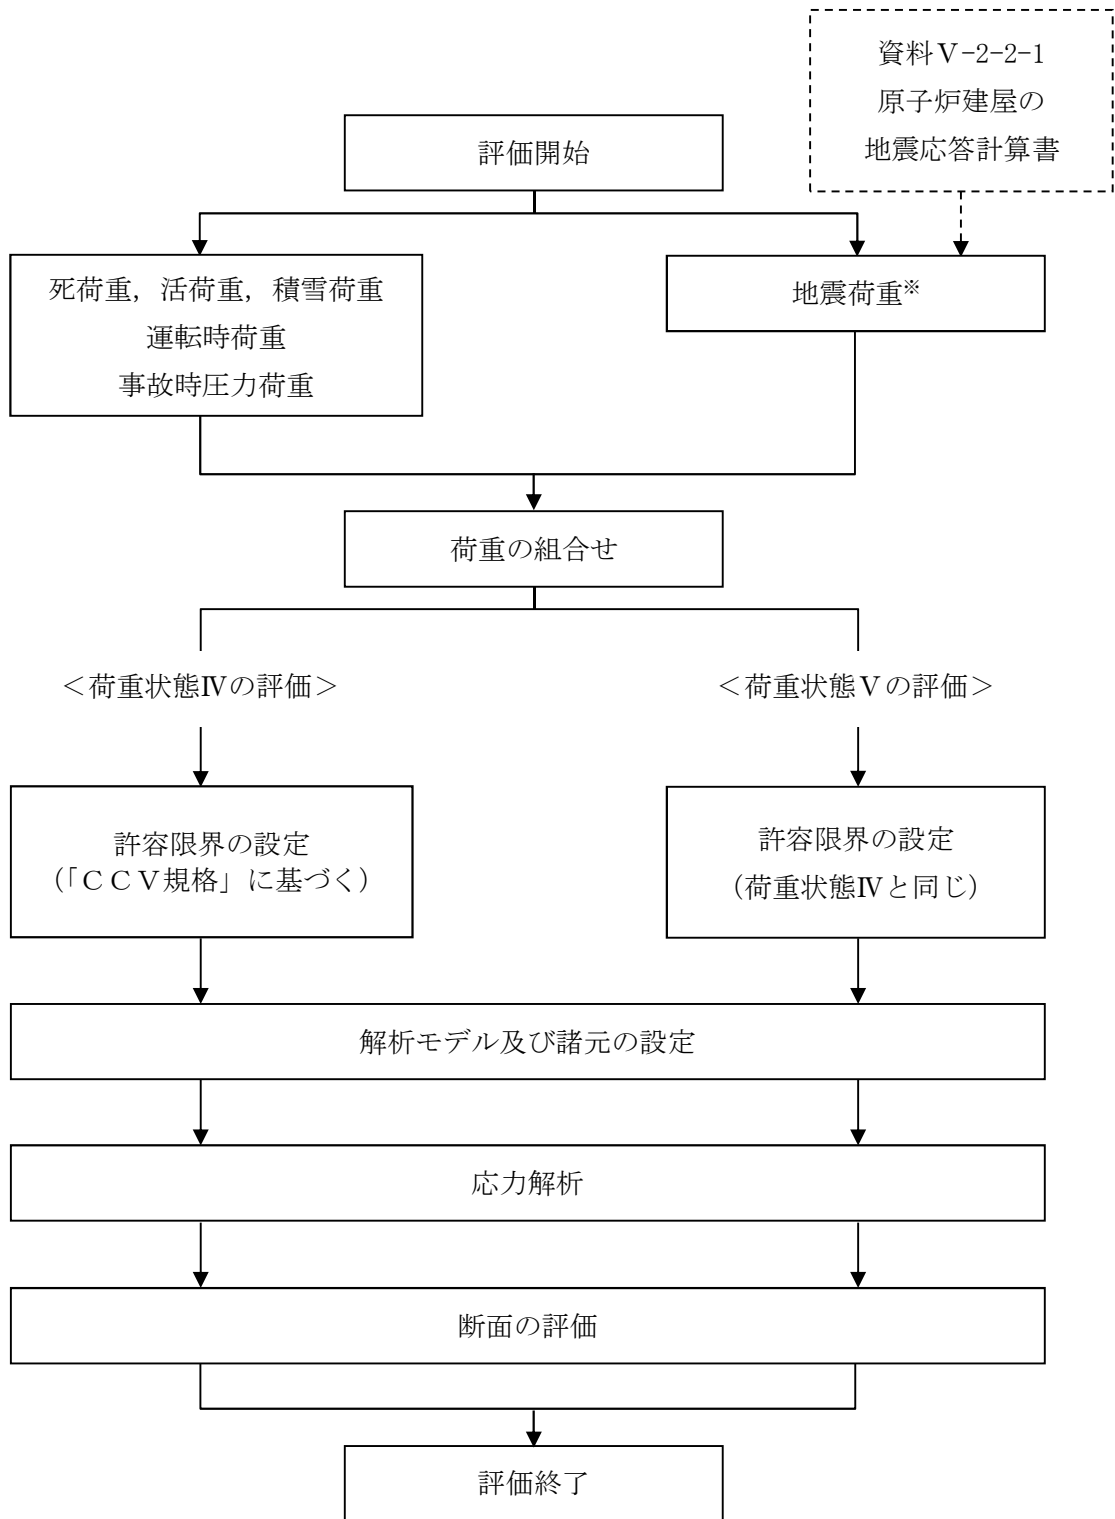 資料Ⅴ-2-2-1
原子炉建屋の
地震応答計算書
評価開始
死荷重，活荷重，積雪荷重
運転時荷重
事故時圧力荷重
地震荷重※
荷重の組合せ
＜荷重状態Ⅳの評価＞
＜荷重状態Ⅴの評価＞
許容限界の設定
（「ＣＣＶ規格」に基づく）
許容限界の設定
（荷重状態Ⅳと同じ）
解析モデル及び諸元の設定
応力解析
断面の評価
評価終了